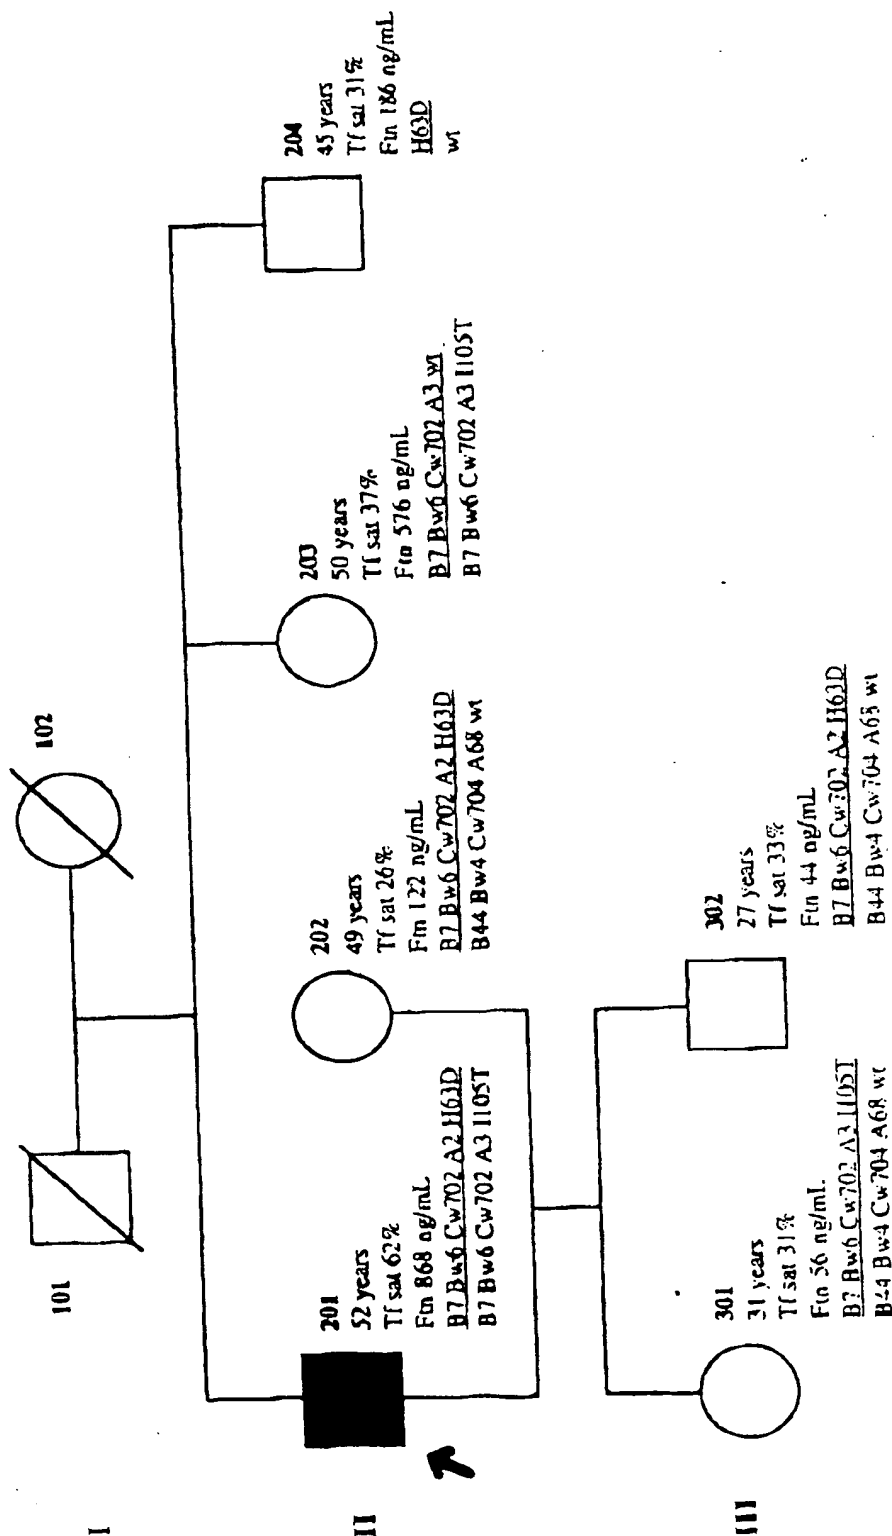 I
101
102
II
201
52 years
Tf sat 62%
Ftn 868 ng/mL
B7 Bw6 Cw702 A2 H63D
B7 Bw6 Cw702 A3 I105T
202
49 years
Tf sat 26%
Ftn 122 ng/mL
B7 Bw6 Cw702 A2 H63D
B44 Bw4 Cw704 A68 wt
203
50 years
Tf sat 37%
Ftn 576 ng/mL
B7 Bw6 Cw702 A3 wt
B7 Bw6 Cw702 A3 I105T
204
45 years
Tf sat 31%
Ftn 186 ng/mL
H63D
wt
III
301
31 years
Tf sat 31%
Ftn 56 ng/mL
B7 Bw6 Cw702 A3 I105T
B44 Bw4 Cw704 A68 wt
302
27 years
Tf sat 33%
Ftn 44 ng/mL
B7 Bw6 Cw702 A2 H63D
B44 Bw4 Cw704 A68 wt